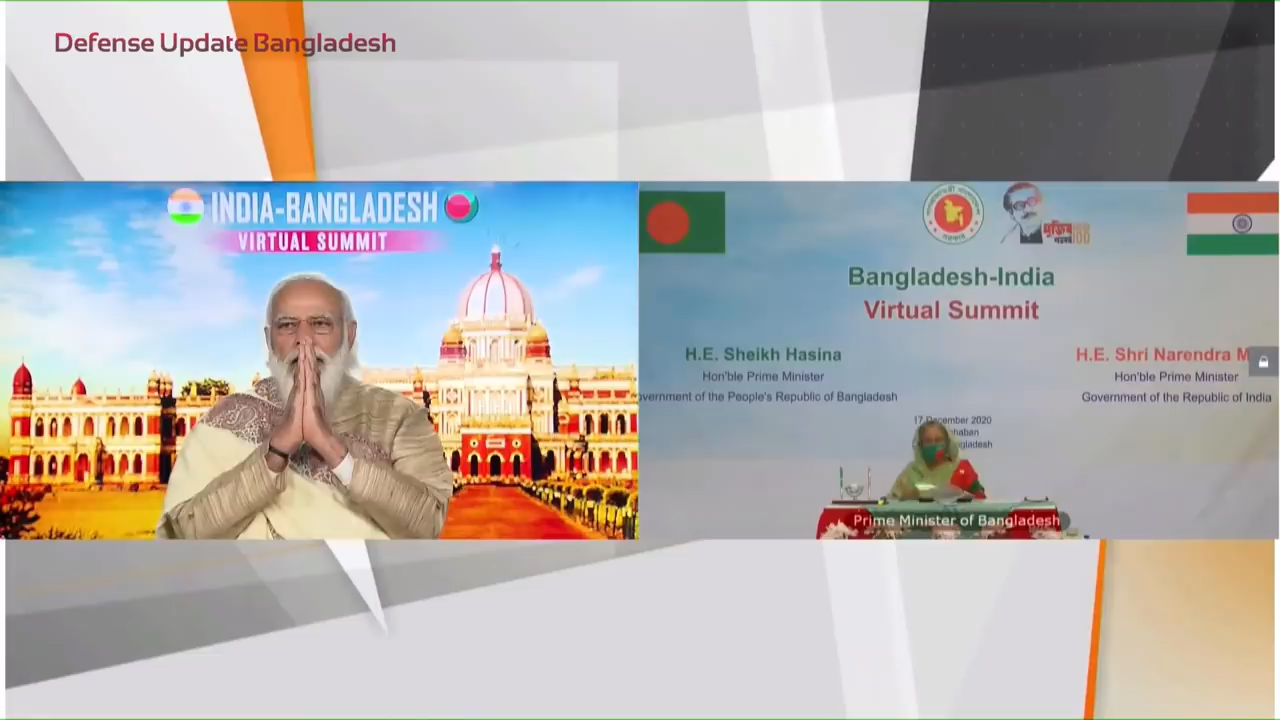 Defense Update Bangladesh
INDIA-BANGLADESH
VIRTUAL SUMMIT
মুজিব
100
Bangladesh-India
Virtual Summit
H.E. Sheikh Hasina
Hon'ble Prime Minister
vernment of the People's Republic of Bangladesh
H.E. Shri Narendra M
Hon'ble Prime Minister
Government of the Republic of India
17 December 2020
Prime Minister of Bangladesh